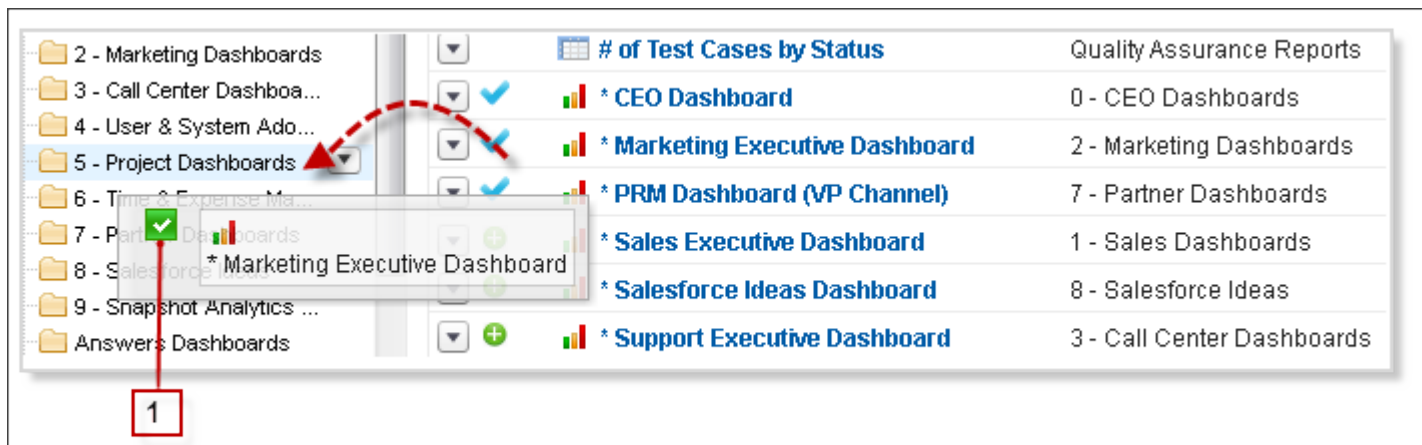 2 - Marketing Dashboards
3 - Call Center Dashboa...
4 - User & System Ado...
5 - Project Dashboards
6 - Time & Expense Ma...
7 - Partner Dashboards
8 - Salesforce Ideas
9 - Snapshot Analytics ...
Answers Dashboards
* Marketing Executive Dashboard
1
# of Test Cases by Status Quality Assurance Reports
* CEO Dashboard 0 - CEO Dashboards
* Marketing Executive Dashboard 2 - Marketing Dashboards
* PRM Dashboard (VP Channel) 7 - Partner Dashboards
* Sales Executive Dashboard 1 - Sales Dashboards
* Salesforce Ideas Dashboard 8 - Salesforce Ideas
* Support Executive Dashboard 3 - Call Center Dashboards